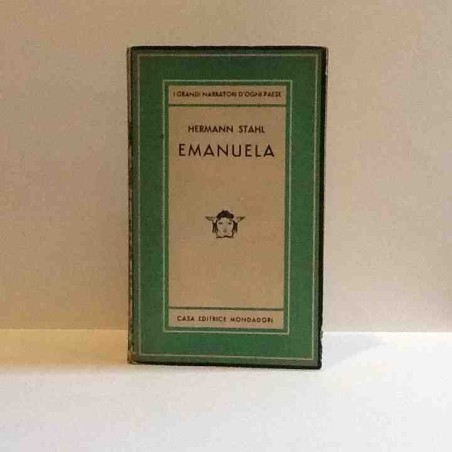 I GRANDI NARRATORI D'OGNI PAESE
HERMANN STAHL
EMANUELA
CASA EDITRICE MONDADORI